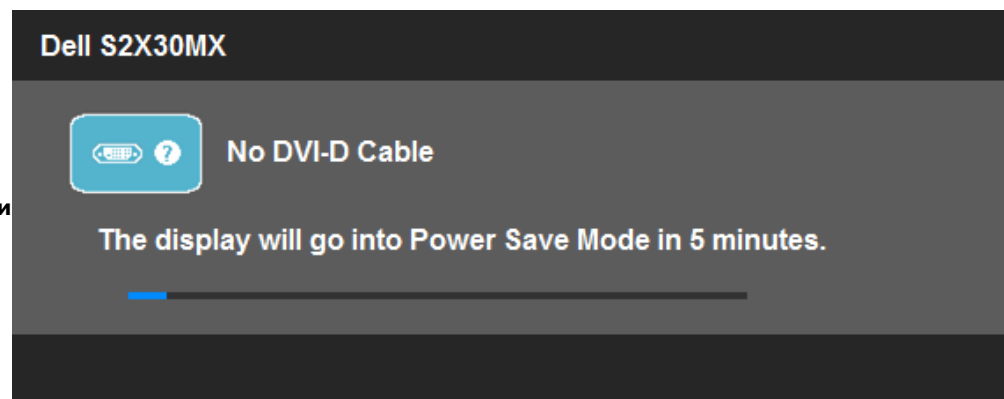 Dell S2X30MX
No DVI-D Cable
и
The display will go into Power Save Mode in 5 minutes.